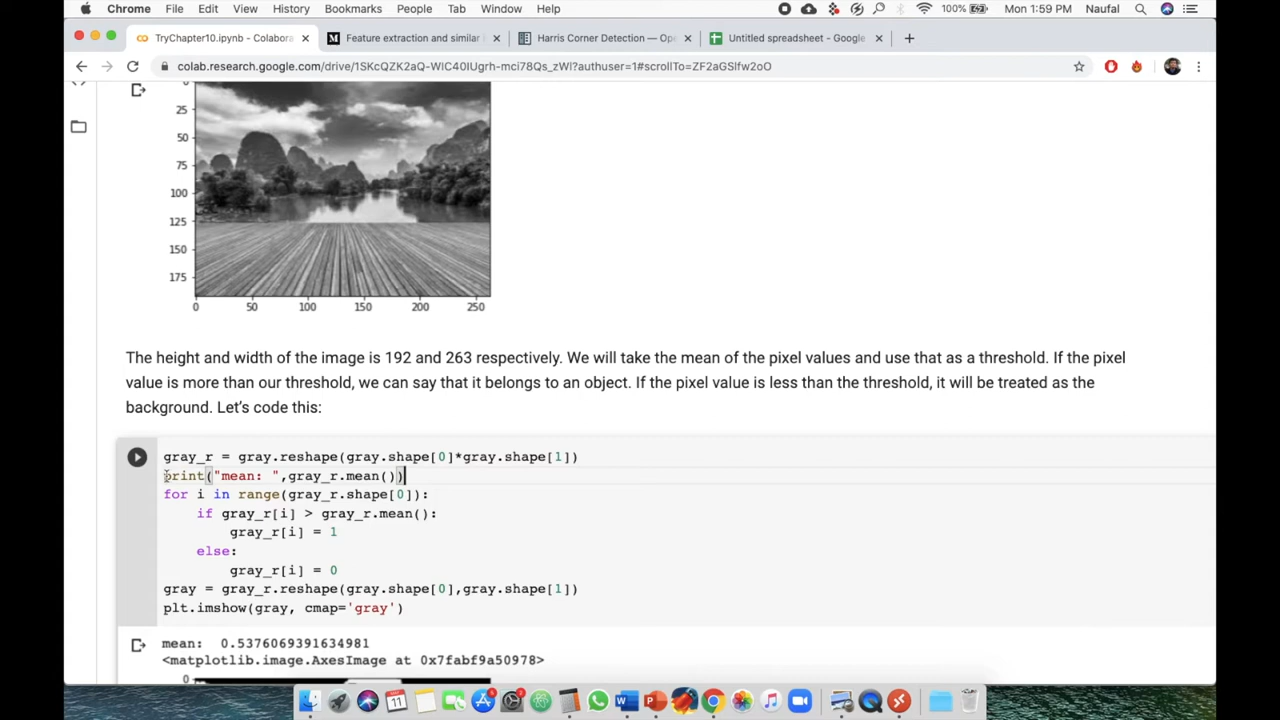 Chrome File Edit View History Bookmarks People Tab Window Help 100% Mon 1:59 PM Naufal
TryChapter10.ipynb - Colabora
Feature extraction and similar i
Harris Corner Detection — Ope
Untitled spreadsheet - Google
colab.research.google.com/drive/1SKcQZK2aQ-WlC40IUgrh-mci78Qs_zWl?authuser=1#scrollTo=ZF2aGSlfw2oO
0
25
50
75
100
125
150
175
0 50 100 150 200 250
The height and width of the image is 192 and 263 respectively. We will take the mean of the pixel values and use that as a threshold. If the pixel
value is more than our threshold, we can say that it belongs to an object. If the pixel value is less than the threshold, it will be treated as the
background. Let's code this:
gray_r = gray.reshape(gray.shape[0]*gray.shape[1])
print("mean: ",gray_r.mean())
for i in range(gray_r.shape[0]):
if gray_r[i] > gray_r.mean():
gray_r[i] = 1
else:
gray_r[i] = 0
gray = gray_r.reshape(gray.shape[0],gray.shape[1])
plt.imshow(gray, cmap='gray')
mean: 0.5376069391634981
<matplotlib.image.AxesImage at 0x7fabf9a50978>
0